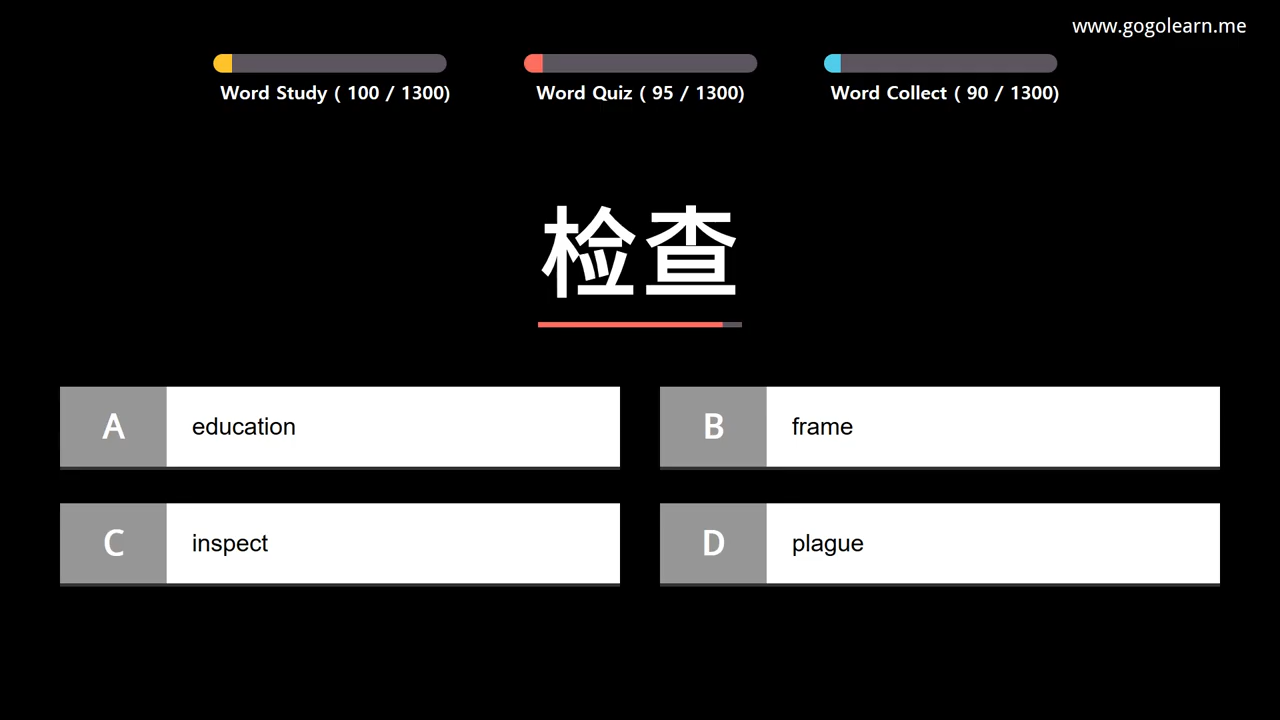 www.gogolearn.me
Word Study ( 100 / 1300)
Word Quiz ( 95 / 1300)
Word Collect ( 90 / 1300)
检查
A education
B frame
C inspect
D plague